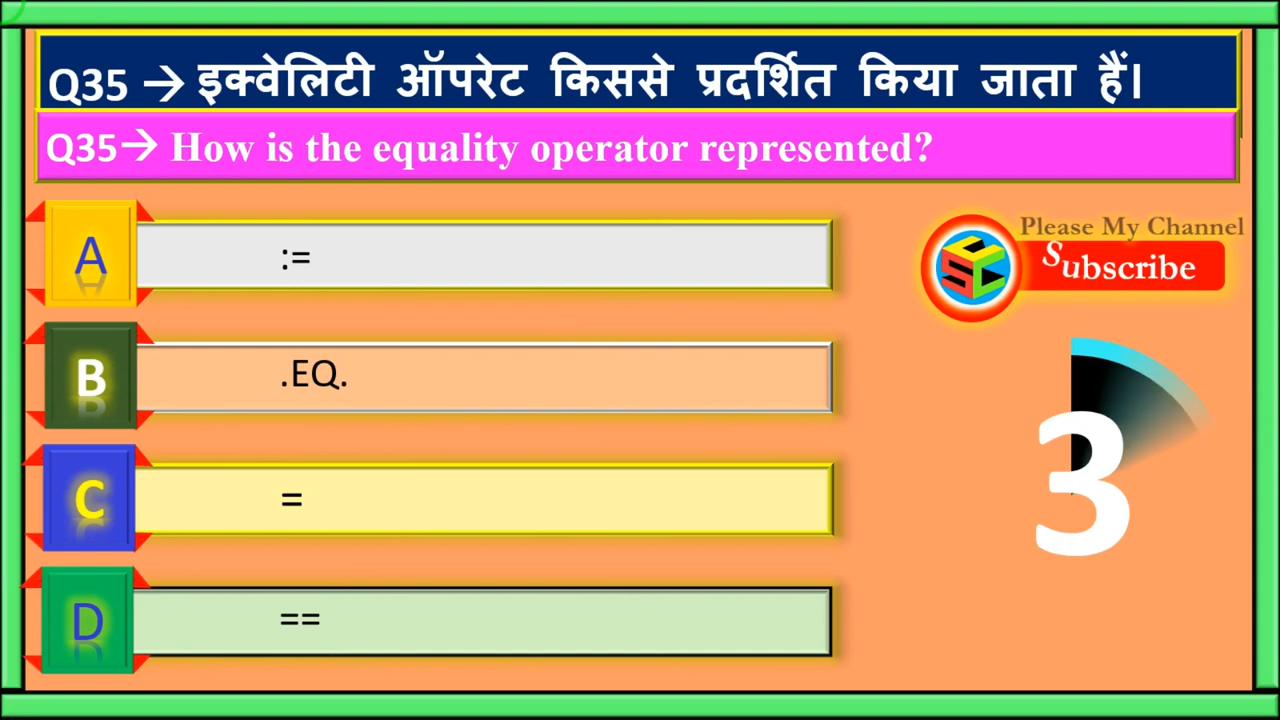 Q35 → इक्वेलिटी ऑपरेट किससे प्रदर्शित किया जाता हैं।
Q35→ How is the equality operator represented?
A :=
Please My Channel
Subscribe
B .EQ.
3
C =
D ==